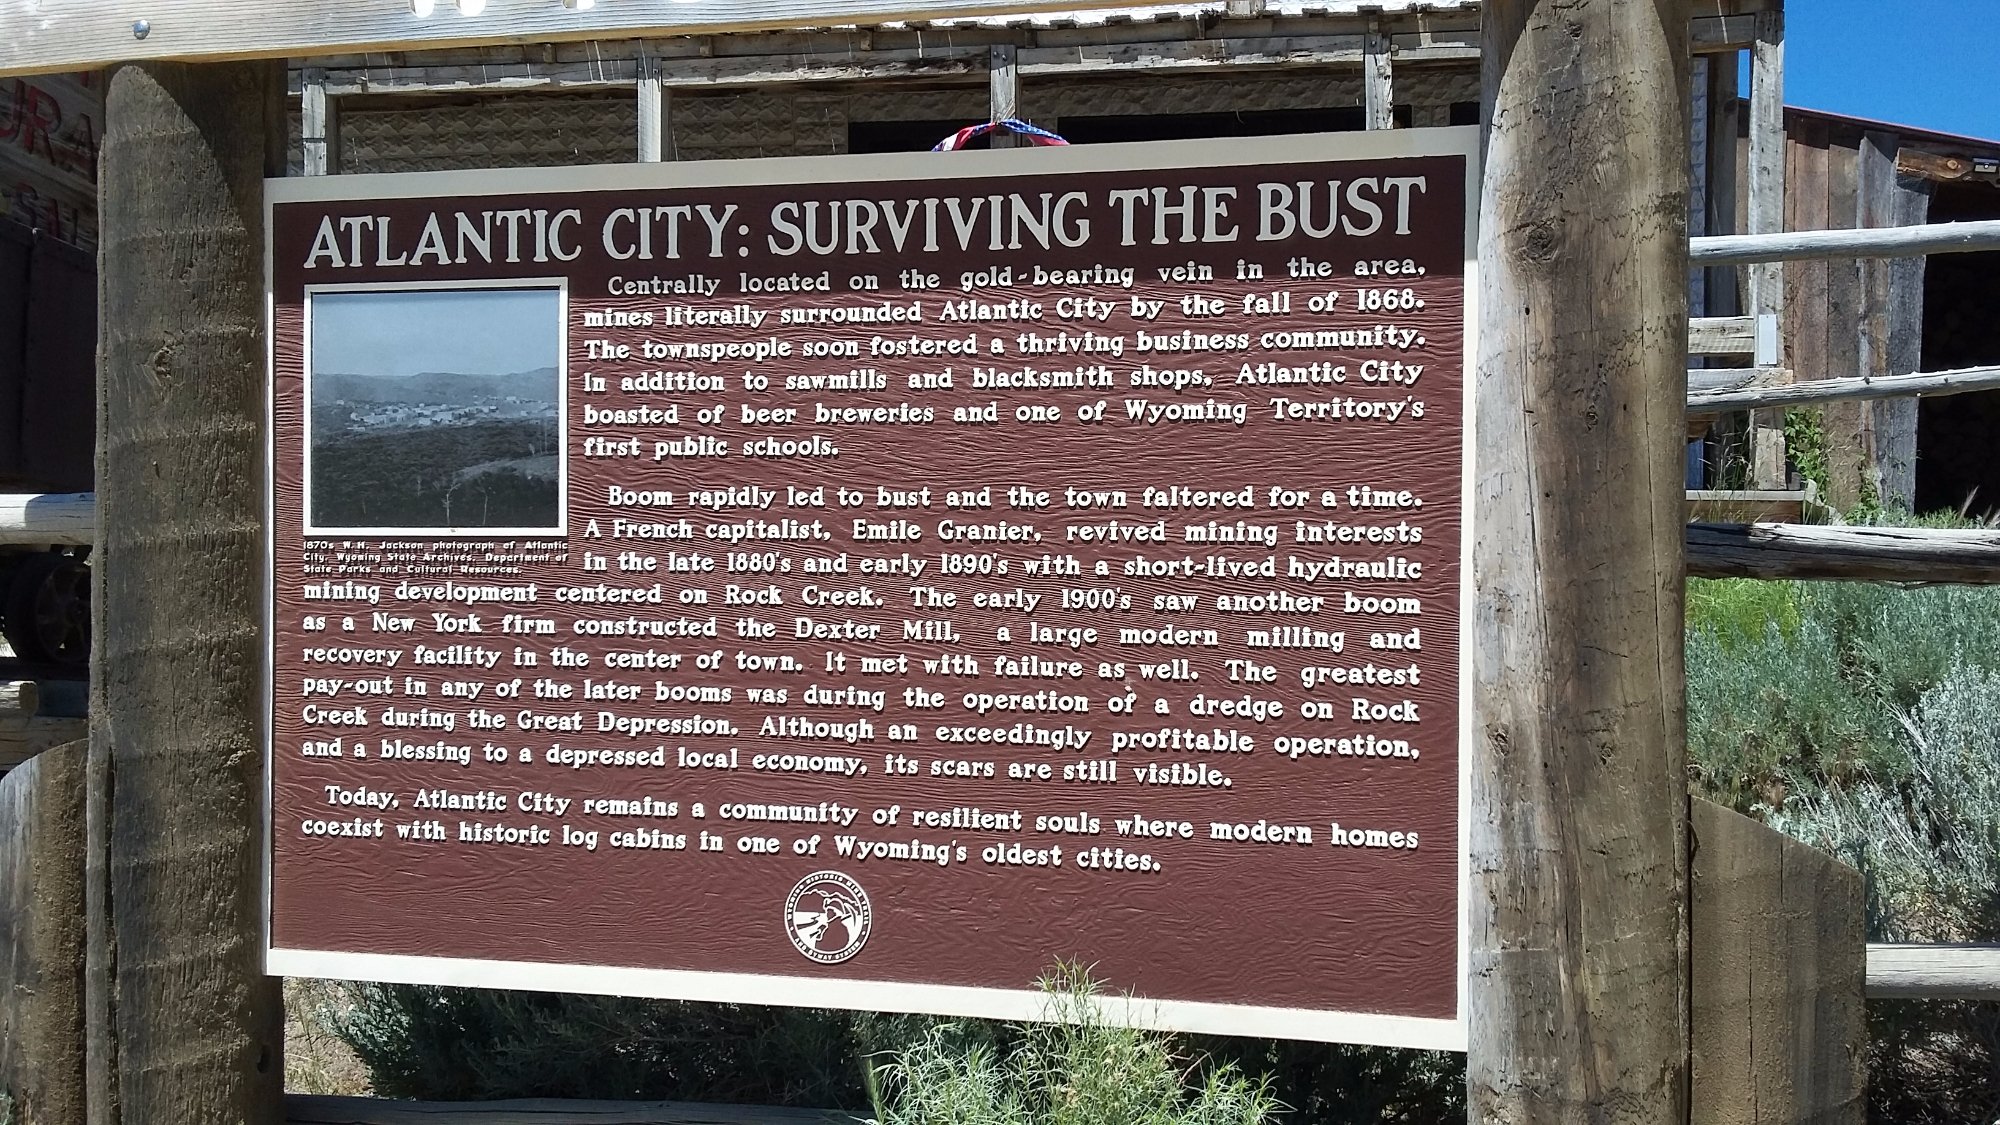 URA
SAL
ATLANTIC CITY: SURVIVING THE BUST
Centrally located on the gold-bearing vein in the area,
mines literally surrounded Atlantic City by the fall of 1868.
The townspeople soon fostered a thriving business community.
In addition to sawmills and blacksmith shops, Atlantic City
boasted of beer breweries and one of Wyoming Territory's
first public schools.
Boom rapidly led to bust and the town faltered for a time.
A French capitalist, Emile Granier, revived mining interests
in the late 1880's and early 1890's with a short-lived hydraulic
mining development centered on Rock Creek. The early 1900's saw another boom
as a New York firm constructed the Dexter Mill, a large modern milling and
recovery facility in the center of town. It met with failure as well. The greatest
pay-out in any of the later booms was during the operation of a dredge on Rock
Creek during the Great Depression. Although an exceedingly profitable operation,
and a blessing to a depressed local economy, its scars are still visible.
Today, Atlantic City remains a community of resilient souls where modern homes
coexist with historic log cabins in one of Wyoming's oldest cities.
1870s W.H. Jackson photograph of Atlantic
City, Wyoming State Archives, Department of
State Parks and Cultural Resources.
WYOMING HISTORIC MINE TRAIL
AND BYWAY SYSTEM